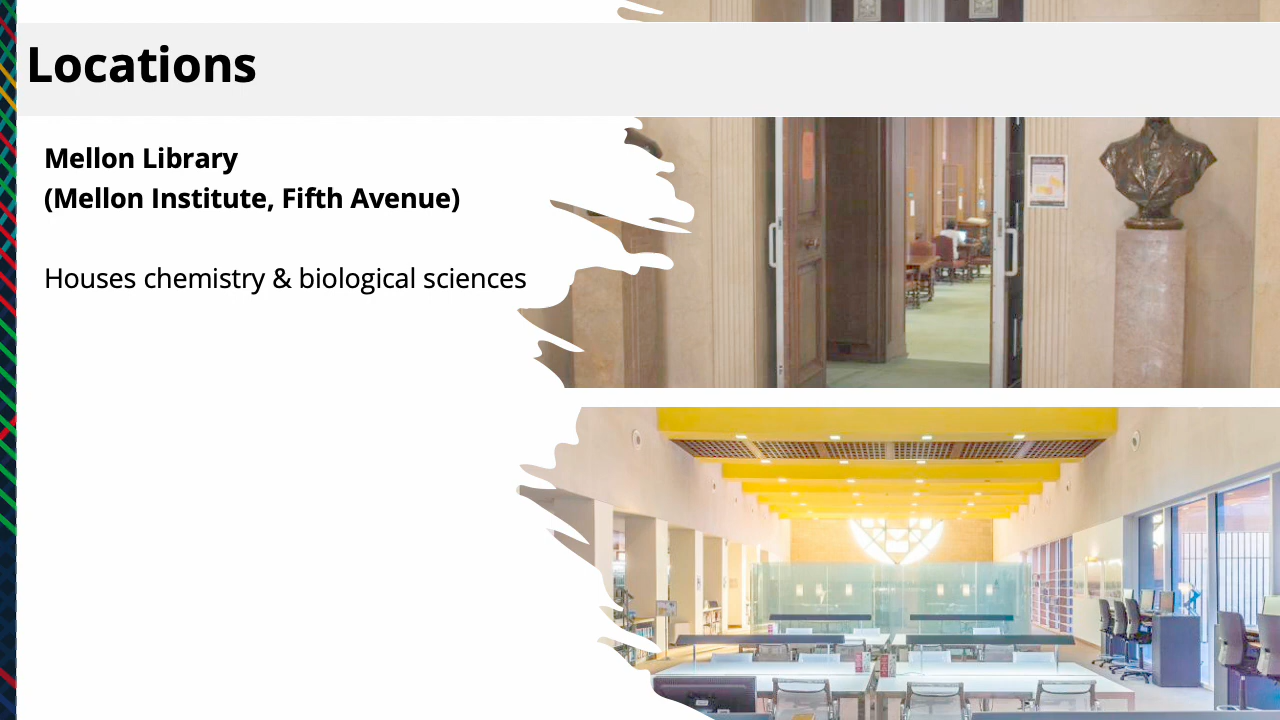 Locations
Mellon Library
(Mellon Institute, Fifth Avenue)
Houses chemistry & biological sciences